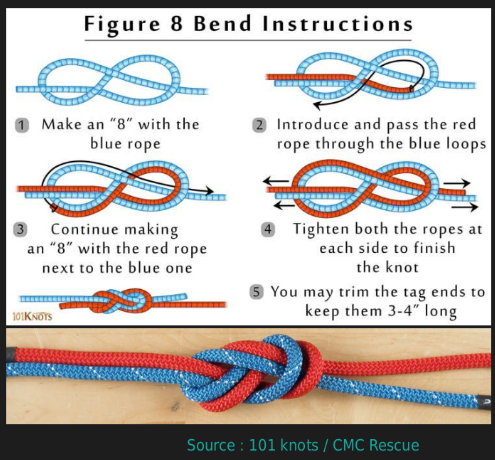 Figure 8 Bend Instructions
1 Make an “8” with the
blue rope
2 Introduce and pass the red
rope through the blue loops
3 Continue making
an “8” with the red rope
next to the blue one
4 Tighten both the ropes at
each side to finish
the knot
5 You may trim the tag ends to
keep them 3-4” long
101KNOTS
Source : 101 knots / CMC Rescue